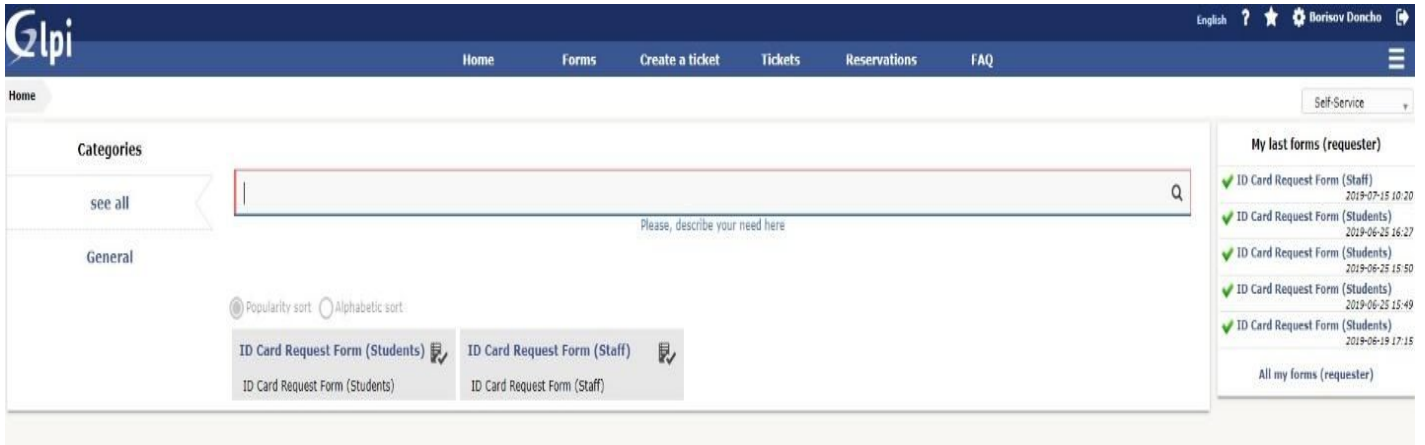 Glpi
English ? Borisov Doncho
Home Forms Create a ticket Tickets Reservations FAQ
Home
Self-Service
Categories
see all
General
Please, describe your need here
Popularity sort Alphabetic sort
ID Card Request Form (Students)
ID Card Request Form (Students)
ID Card Request Form (Staff)
ID Card Request Form (Staff)
My last forms (requester)
ID Card Request Form (Staff)
2019-07-15 10:20
ID Card Request Form (Students)
2019-06-25 16:27
ID Card Request Form (Students)
2019-06-25 15:50
ID Card Request Form (Students)
2019-06-25 15:49
ID Card Request Form (Students)
2019-06-19 17:15
All my forms (requester)